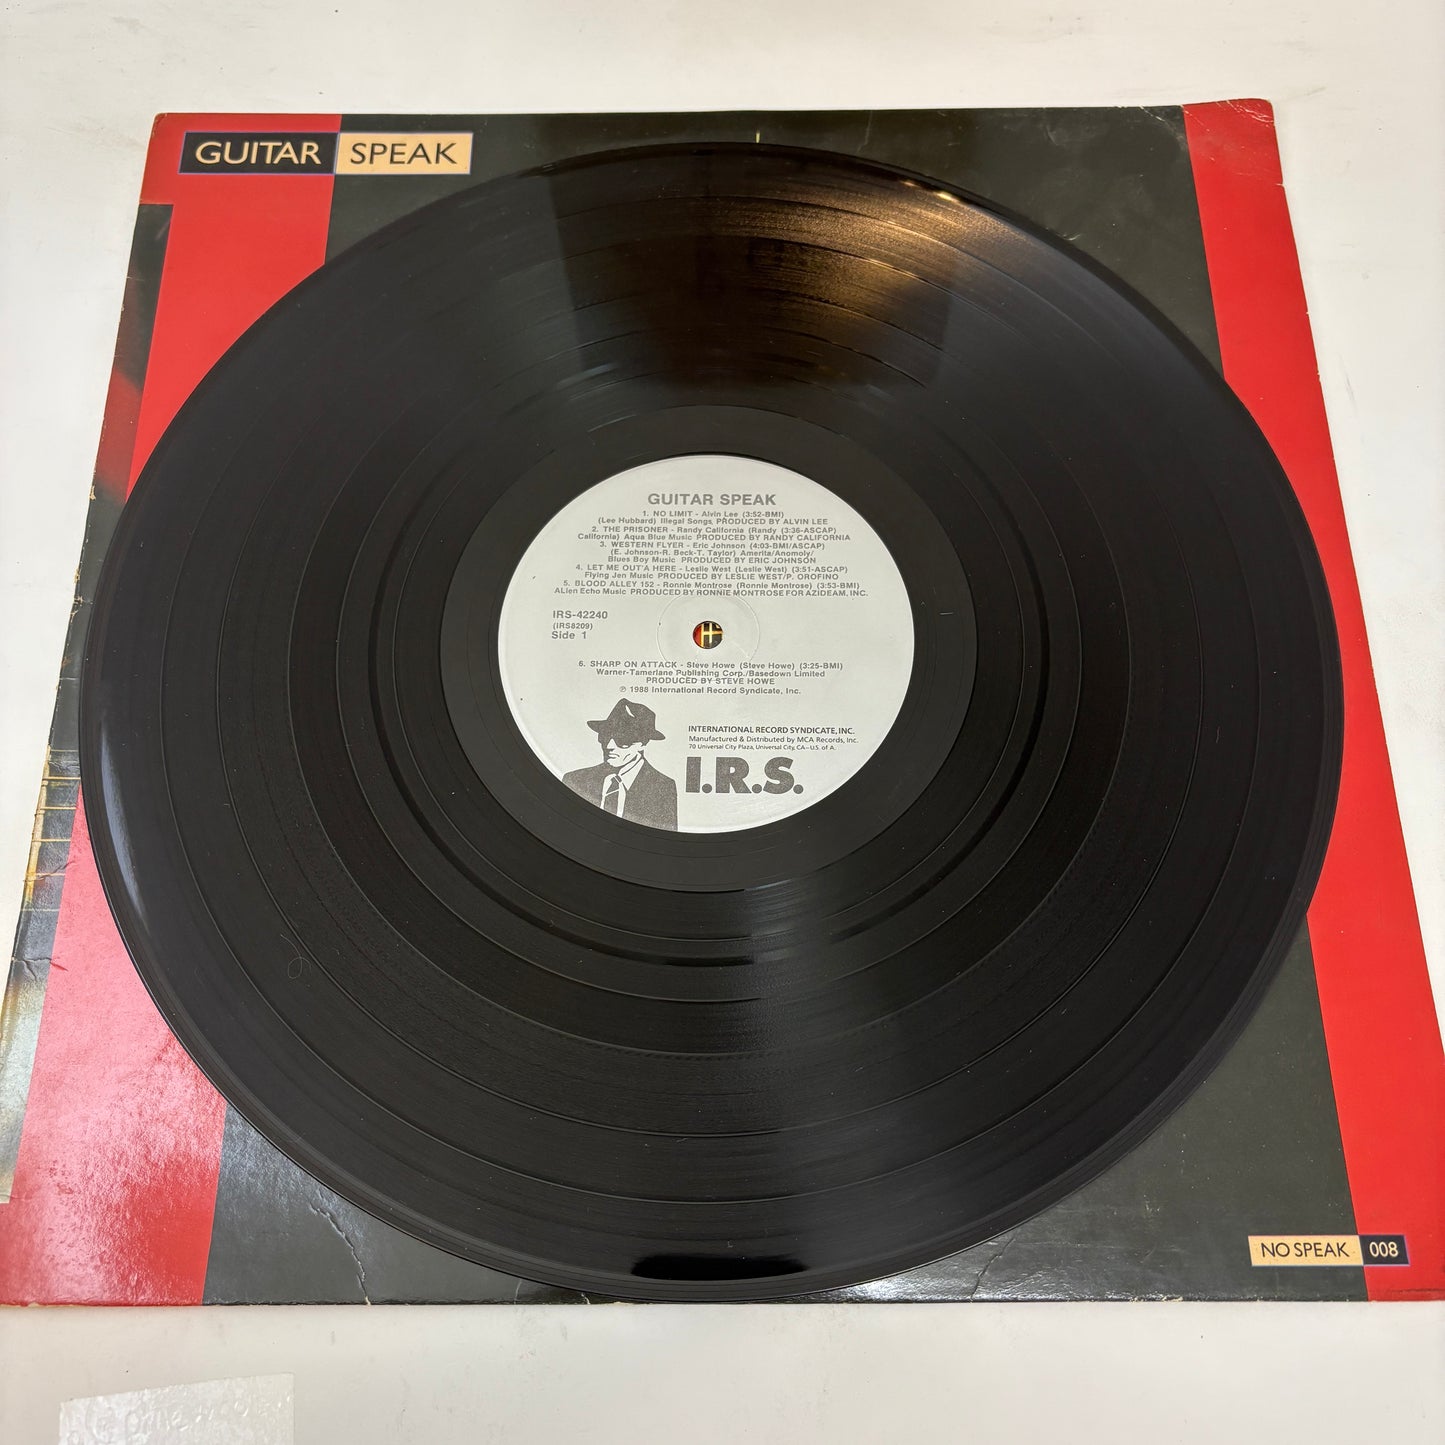 GUITAR SPEAK
GUITAR SPEAK
1. NO LIMIT - Alvin Lee (3:52-BMI)
(Lee Hubbard) Illegal Songs, PRODUCED BY ALVIN LEE
2. THE PRISONER - Randy California (Randy (3:36-ASCAP)
California) Aqua Blue Music PRODUCED BY RANDY CALIFORNIA
3. WESTERN FLYER - Eric Johnson (4:03-BMI/ASCAP)
(E. Johnson-R. Beck-T. Taylor) Amerita/Anomoly/
Blues Boy Music PRODUCED BY ERIC JOHNSON
4. LET ME OUT'A HERE - Leslie West (Leslie West) (3:51-ASCAP)
Flying Jen Music PRODUCED BY LESLIE WEST/P. OROFINO
5. BLOOD ALLEY 152 - Ronnie Montrose (Ronnie Montrose) (3:53-BMI)
ALien Echo Music PRODUCED BY RONNIE MONTROSE FOR AZIDEAM, INC.
IRS-42240
(IRS8209)
Side 1
6. SHARP ON ATTACK - Steve Howe (Steve Howe) (3:25-BMI)
Warner-Tamerlane Publishing Corp./Basedown Limited
PRODUCED BY STEVE HOWE
℗ 1988 International Record Syndicate, Inc.
INTERNATIONAL RECORD SYNDICATE, INC.
Manufactured & Distributed by MCA Records, Inc.
70 Universal City Plaza, Universal City, CA-U.S. of A.
I.R.S.
NO SPEAK 008